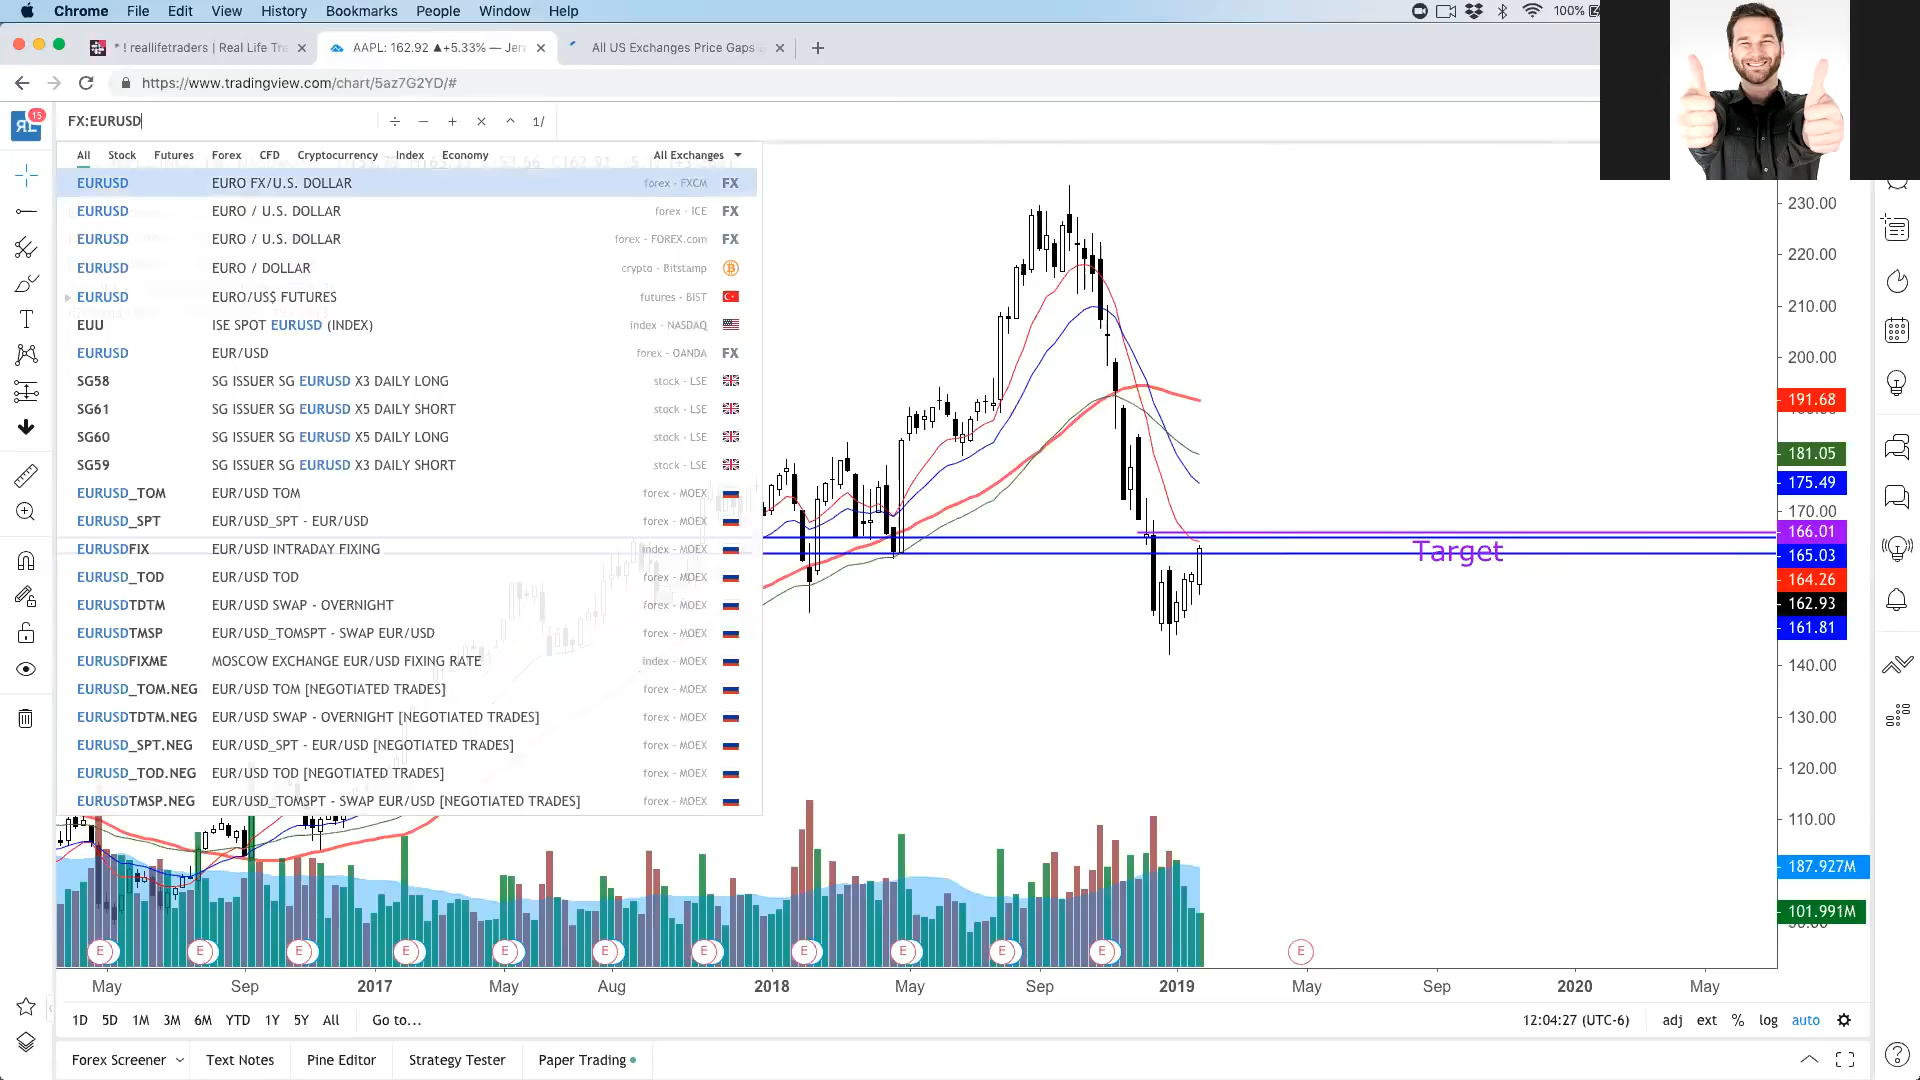 Chrome File Edit View History Bookmarks People Window Help 100%
* ! reallifetraders | Real Life Tra
AAPL: 162.92 ▲+5.33% — Jer
All US Exchanges Price Gaps
https://www.tradingview.com/chart/5az7G2YD/#
15
FX:EURUSD ÷ − + × ^ 1/
All Stock Futures Forex CFD Cryptocurrency Index Economy All Exchanges
EURUSD EURO FX/U.S. DOLLAR forex - FXCM FX
EURUSD EURO / U.S. DOLLAR forex - ICE FX
EURUSD EURO / U.S. DOLLAR forex - FOREX.com FX
EURUSD EURO / DOLLAR crypto - Bitstamp
EURUSD EURO/US$ FUTURES futures - BIST
EUU ISE SPOT EURUSD (INDEX) index - NASDAQ
EURUSD EUR/USD forex - OANDA FX
SG58 SG ISSUER SG EURUSD X3 DAILY LONG stock - LSE
SG61 SG ISSUER SG EURUSD X5 DAILY SHORT stock - LSE
SG60 SG ISSUER SG EURUSD X5 DAILY LONG stock - LSE
SG59 SG ISSUER SG EURUSD X3 DAILY SHORT stock - LSE
EURUSD_TOM EUR/USD TOM forex - MOEX
EURUSD_SPT EUR/USD_SPT - EUR/USD forex - MOEX
EURUSDFIX EUR/USD INTRADAY FIXING index - MOEX
EURUSD_TOD EUR/USD TOD forex - MOEX
EURUSDTDTM EUR/USD SWAP - OVERNIGHT forex - MOEX
EURUSDTMSP EUR/USD_TOMSPT - SWAP EUR/USD forex - MOEX
EURUSDFIXME MOSCOW EXCHANGE EUR/USD FIXING RATE index - MOEX
EURUSD_TOM.NEG EUR/USD TOM [NEGOTIATED TRADES] forex - MOEX
EURUSDTDTM.NEG EUR/USD SWAP - OVERNIGHT [NEGOTIATED TRADES] forex - MOEX
EURUSD_SPT.NEG EUR/USD_SPT - EUR/USD [NEGOTIATED TRADES] forex - MOEX
EURUSD_TOD.NEG EUR/USD TOD [NEGOTIATED TRADES] forex - MOEX
EURUSDTMSP.NEG EUR/USD_TOMSPT - SWAP EUR/USD [NEGOTIATED TRADES] forex - MOEX
Target
230.00
220.00
210.00
200.00
191.68
181.05
175.49
170.00
166.01
165.03
164.26
162.93
161.81
140.00
130.00
120.00
110.00
187.927M
101.991M
E E E E E E E E E E E E
May Sep 2017 May Aug 2018 May Sep 2019 May Sep 2020 May
1D 5D 1M 3M 6M YTD 1Y 5Y All Go to... 12:04:27 (UTC-6) adj ext % log auto
Forex Screener Text Notes Pine Editor Strategy Tester Paper Trading